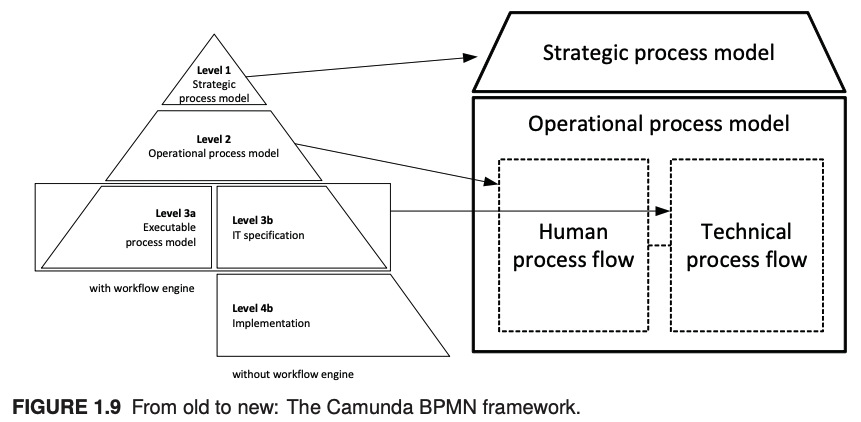 Level 1
Strategic
process model
Level 2
Operational process model
Level 3a
Executable
process model
Level 3b
IT specification
with workflow engine
Level 4b
Implementation
without workflow engine
Strategic process model
Operational process model
Human
process flow
Technical
process flow
FIGURE 1.9 From old to new: The Camunda BPMN framework.